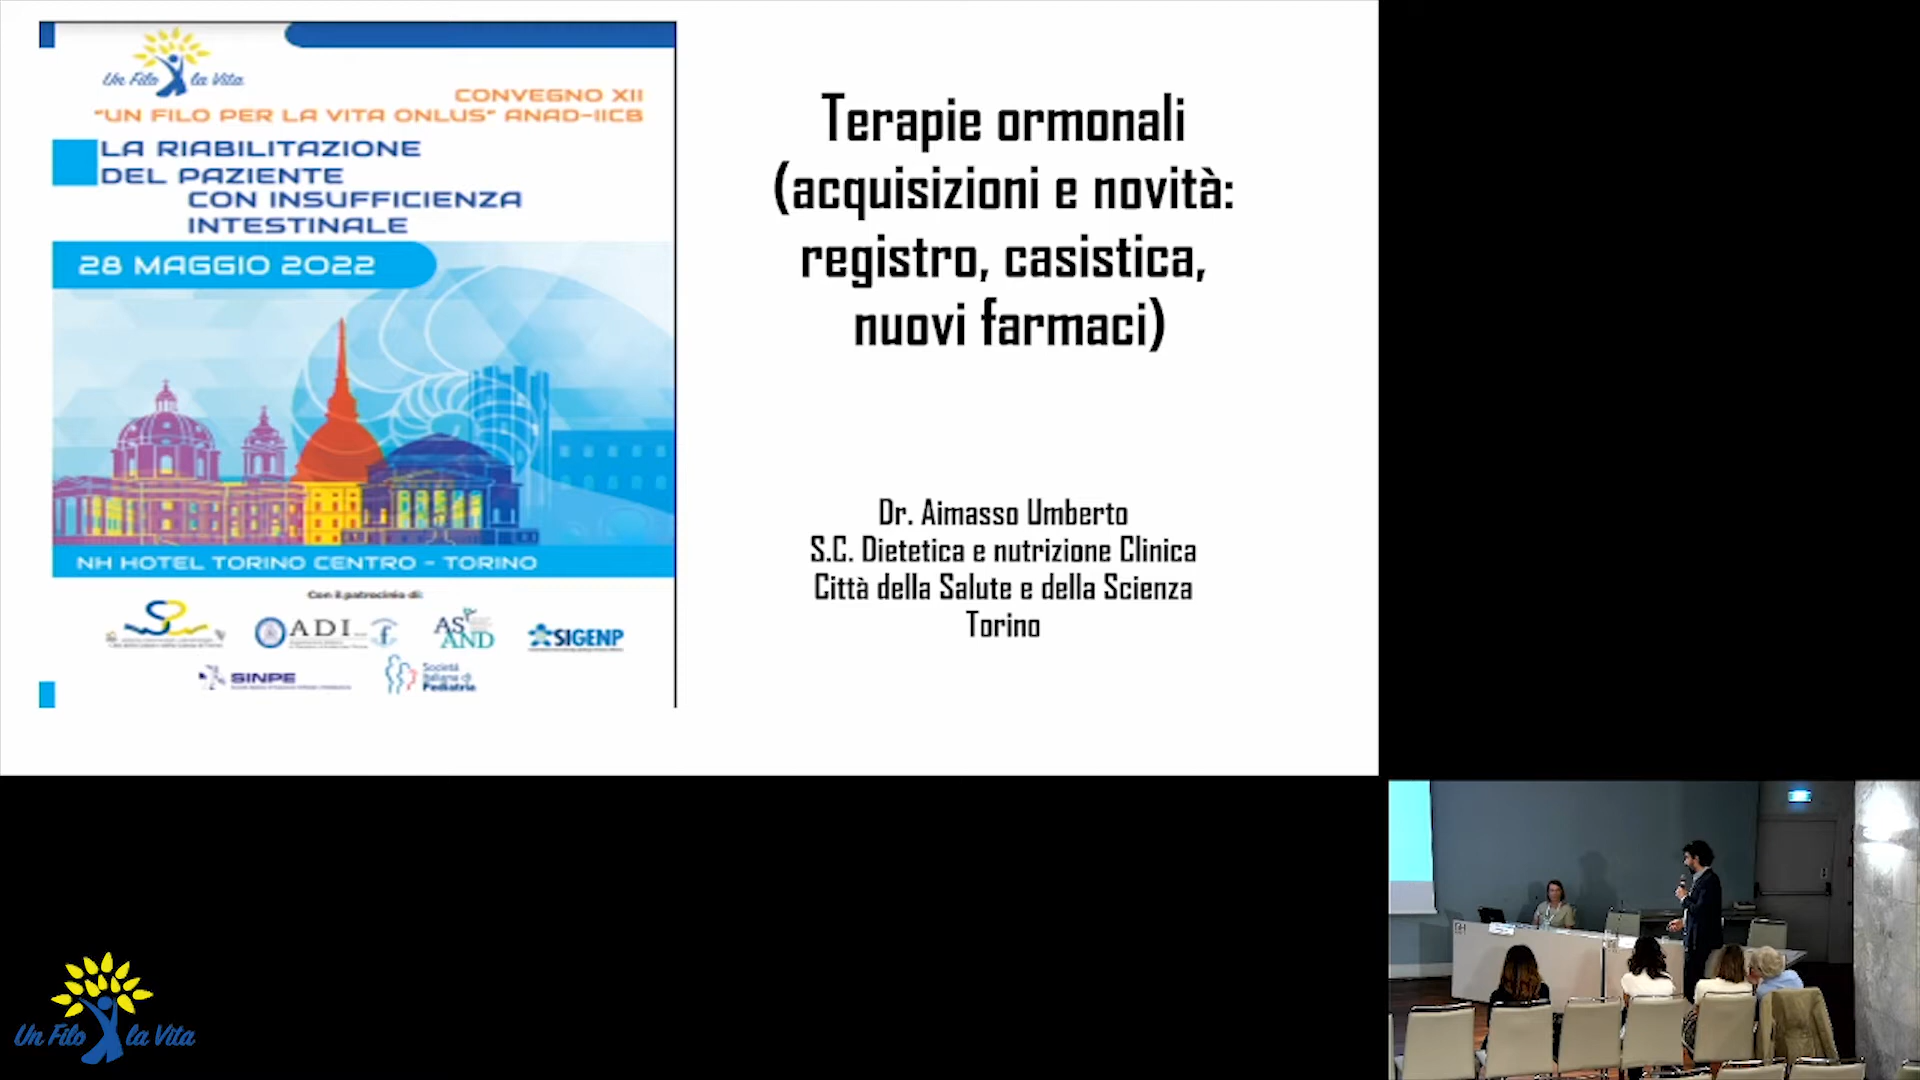 Un Filo la Vita
CONVEGNO XII
"UN FILO PER LA VITA ONLUS" ANAD-IICB
LA RIABILITAZIONE
DEL PAZIENTE
CON INSUFFICIENZA
INTESTINALE
28 MAGGIO 2022
NH HOTEL TORINO CENTRO - TORINO
Con il patrocinio di:
ADI
AS
AND
SIGENP
SINPE
Società
Italiana di
Pediatria
Terapie ormonali
(acquisizioni e novità:
registro, casistica,
nuovi farmaci)
Dr. Aimasso Umberto
S.C. Dietetica e nutrizione Clinica
Città della Salute e della Scienza
Torino
Un Filo la Vita